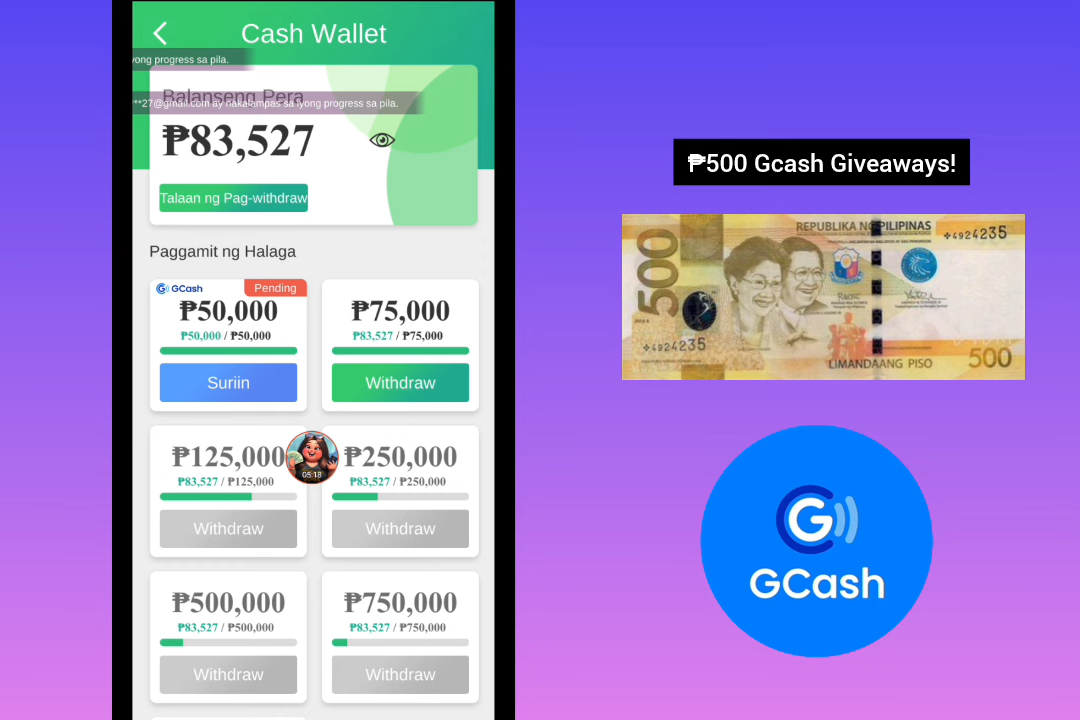 Cash Wallet
yong progress sa pila.
Balanseng Pera
**27@gmail.com ay nakalampas sa iyong progress sa pila.
₱83,527
Talaan ng Pag-withdraw
Paggamit ng Halaga
GCash
Pending
₱50,000
₱50,000 / ₱50,000
Suriin
₱75,000
₱83,527 / ₱75,000
Withdraw
₱125,000
₱83,527 / ₱125,000
Withdraw
₱250,000
₱83,527 / ₱250,000
Withdraw
05:18
₱500,000
₱83,527 / ₱500,000
Withdraw
₱750,000
₱83,527 / ₱750,000
Withdraw
₱500 Gcash Giveaways!
REPUBLIKA NG PILIPINAS
500
4924235
4924235
LIMANDAANG PISO
500
GCash